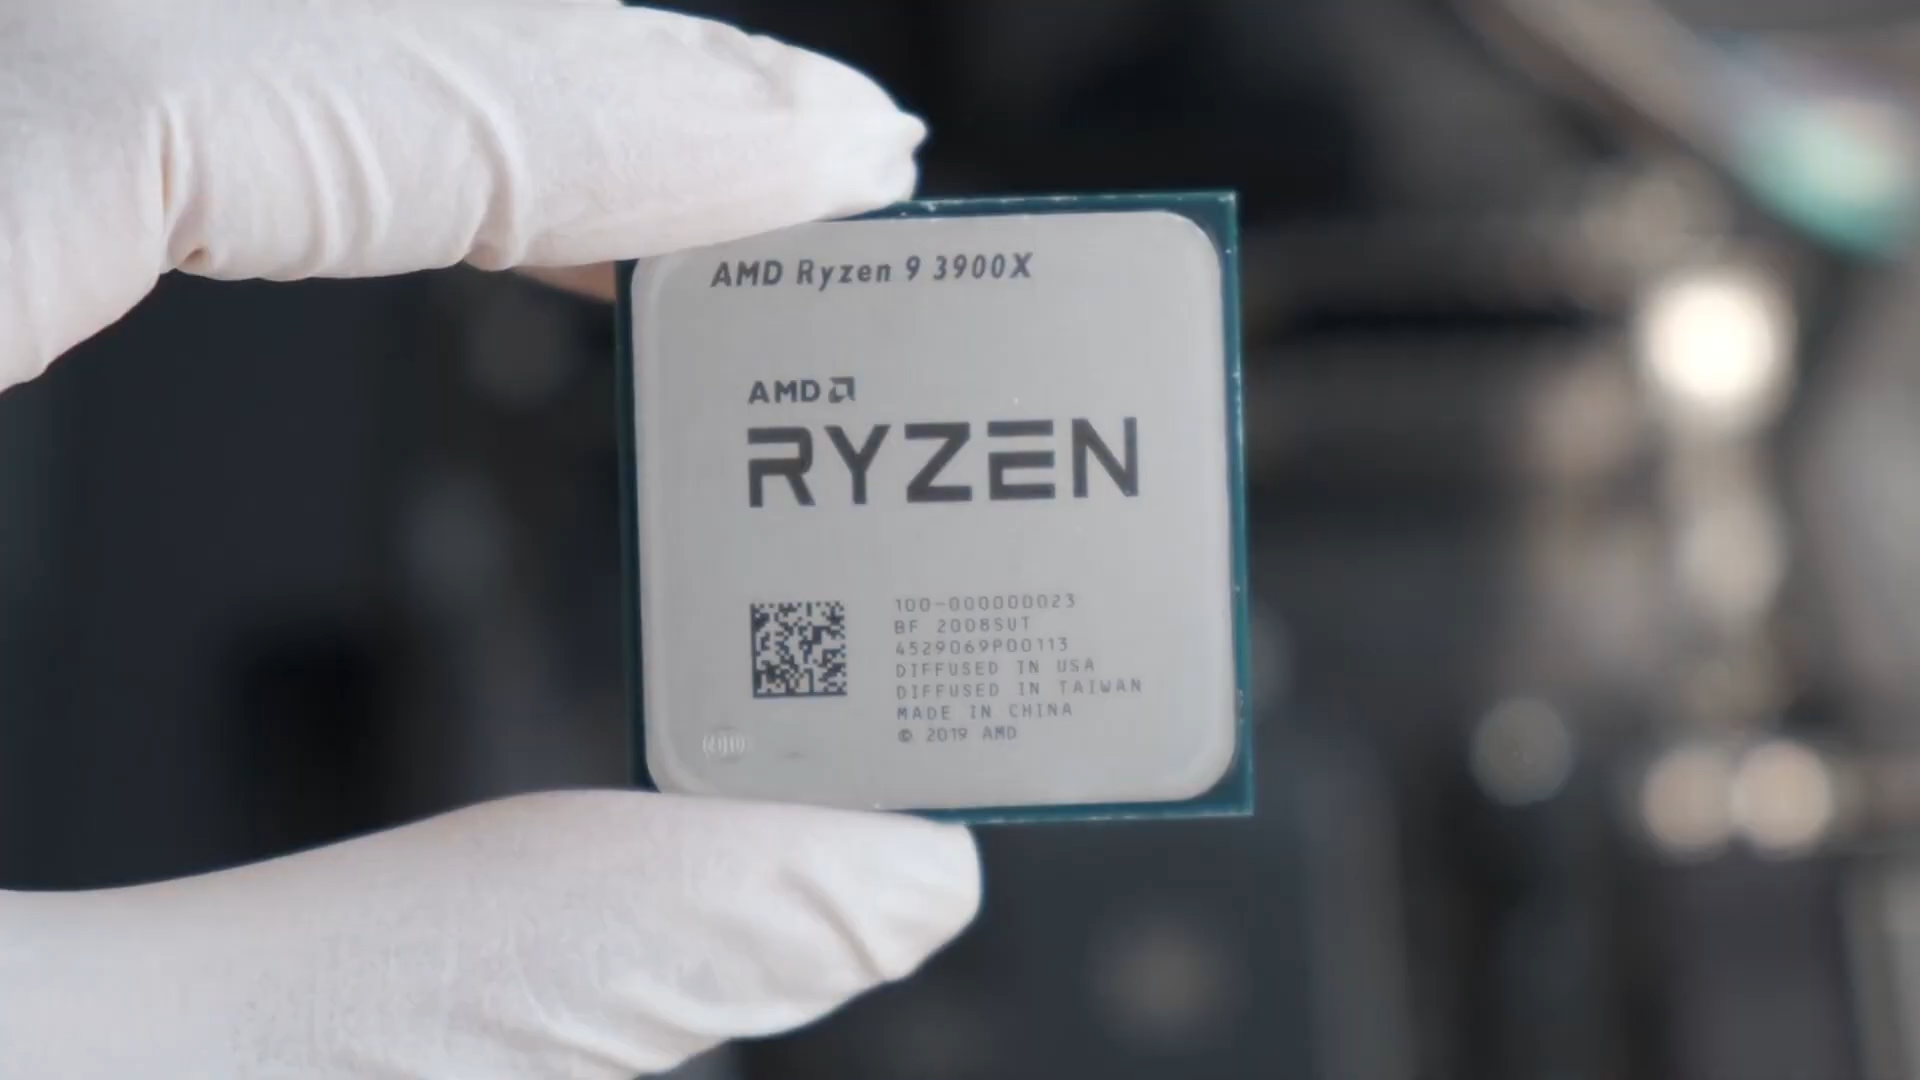 AMD Ryzen 9 3900X
AMD
RYZEN
100-000000023
BF 2008SUT
4529069P00113
DIFFUSED IN USA
DIFFUSED IN TAIWAN
MADE IN CHINA
© 2019 AMD